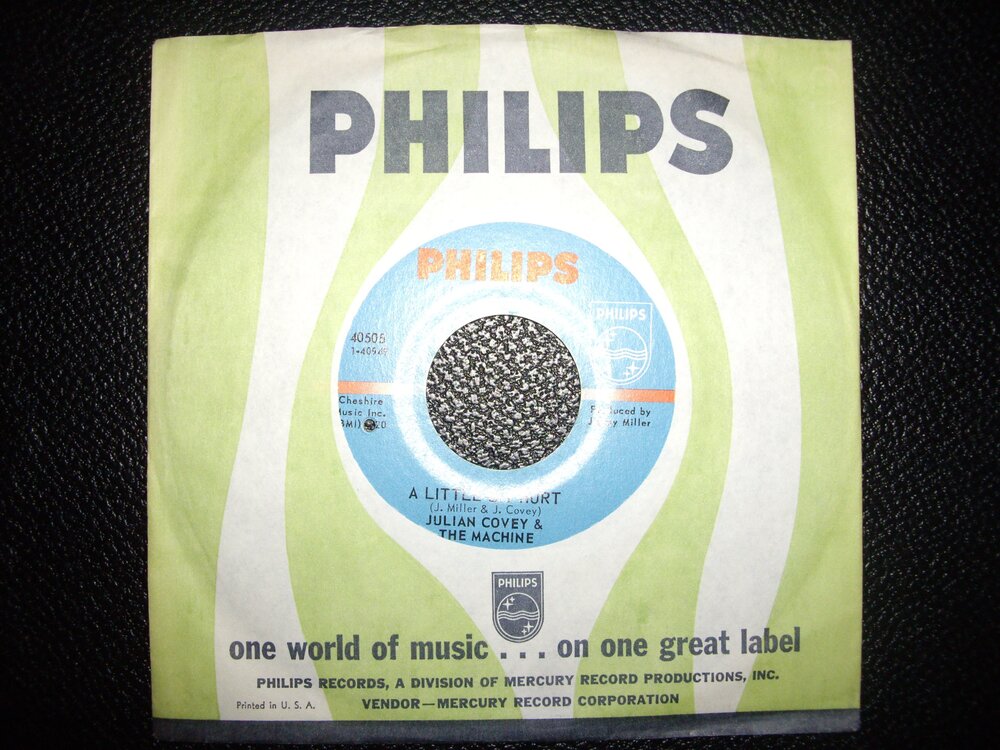 PHILIPS
PHILIPS
PHILIPS
40505
Cheshire
Music Inc.
Produced by
Miller
A LITTLE HURT
(J. Miller & J. Covey)
JULIAN COVEY &
THE MACHINE
PHILIPS
one world of music . . . on one great label
PHILIPS RECORDS, A DIVISION OF MERCURY RECORD PRODUCTIONS, INC.
Printed in U. S. A.
VENDOR—MERCURY RECORD CORPORATION